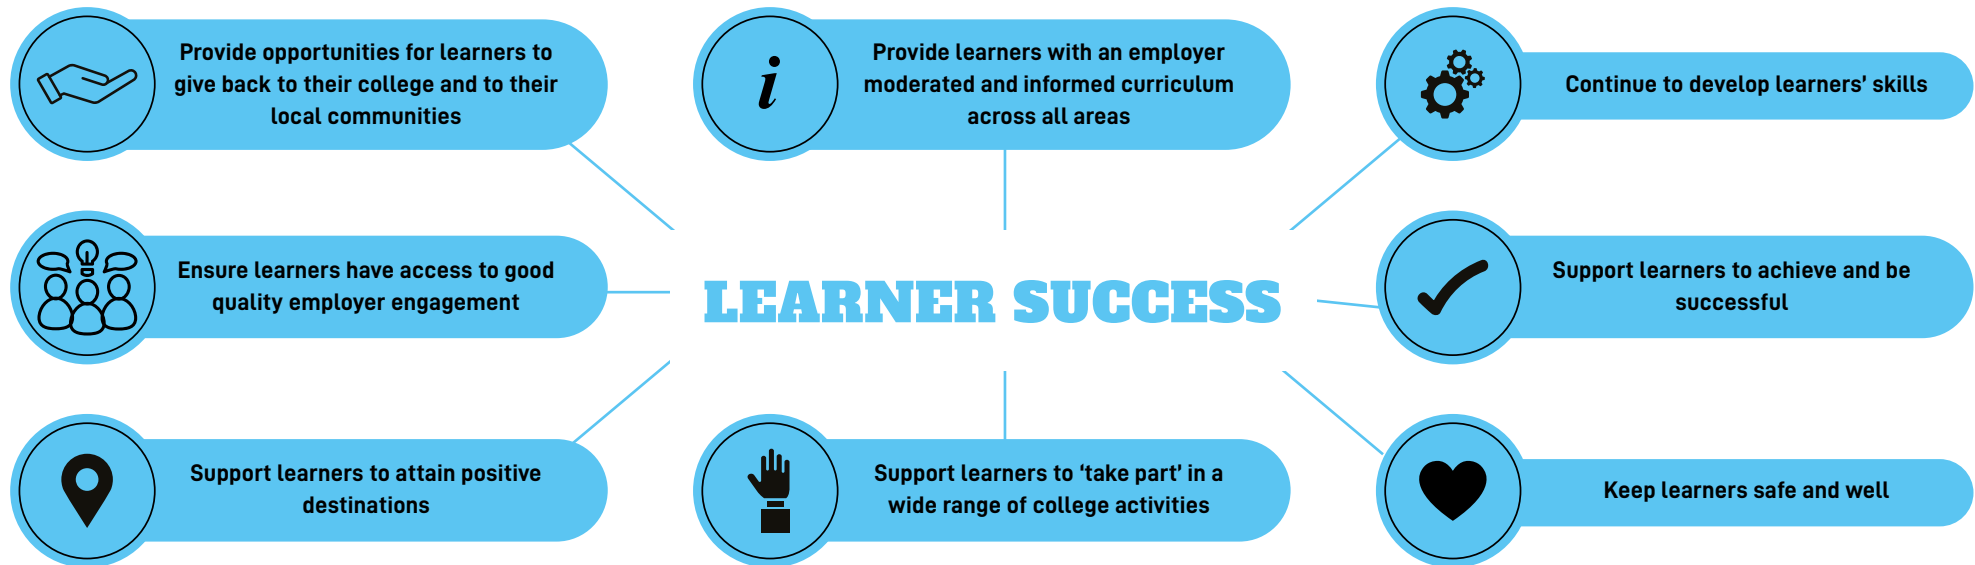 Provide opportunities for learners to
give back to their college and to their
local communities
Provide learners with an employer
moderated and informed curriculum
across all areas
Continue to develop learners’ skills
Ensure learners have access to good
quality employer engagement
LEARNER SUCCESS
Support learners to achieve and be
successful
Support learners to attain positive
destinations
Support learners to ‘take part’ in a
wide range of college activities
Keep learners safe and well